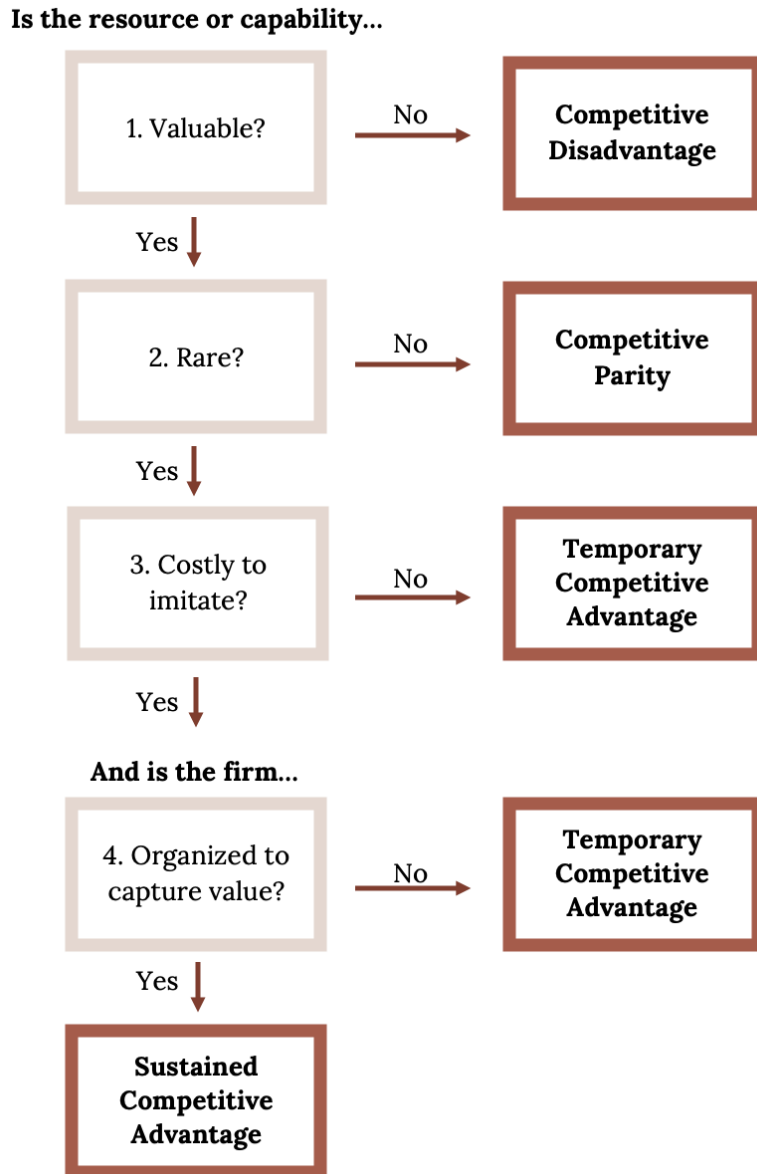 Is the resource or capability...
1. Valuable?
No
Competitive
Disadvantage
Yes
2. Rare?
No
Competitive
Parity
Yes
3. Costly to
imitate?
No
Temporary
Competitive
Advantage
Yes
And is the firm...
4. Organized to
capture value?
No
Temporary
Competitive
Advantage
Yes
Sustained
Competitive
Advantage